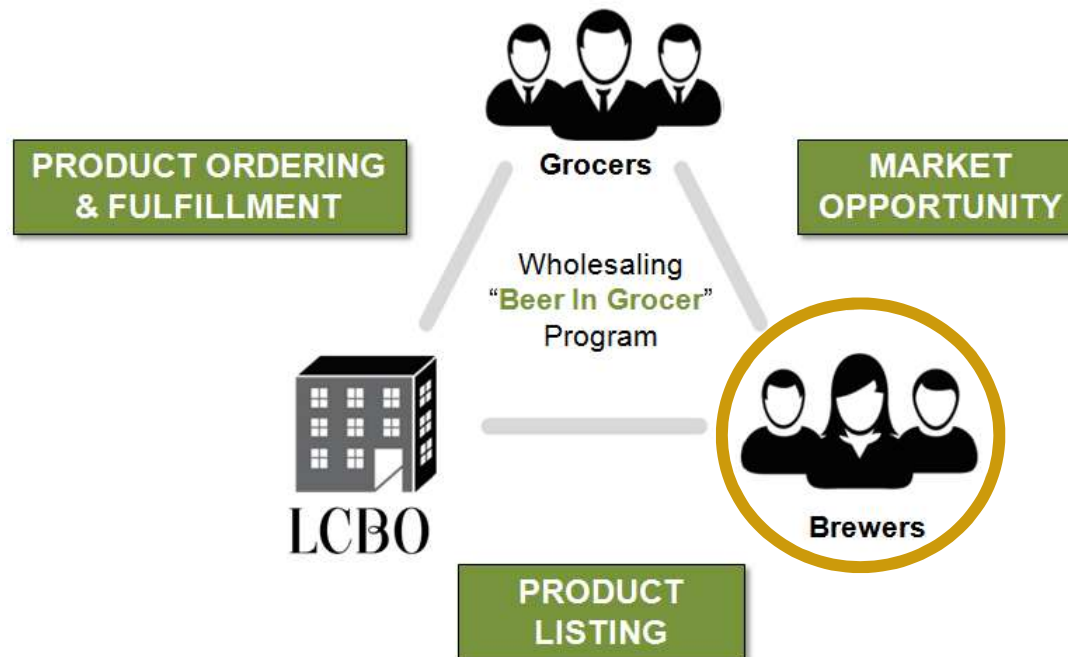 Grocers
PRODUCT ORDERING
& FULFILLMENT
MARKET
OPPORTUNITY
Wholesaling
“Beer In Grocer”
Program
LCBO
Brewers
PRODUCT
LISTING